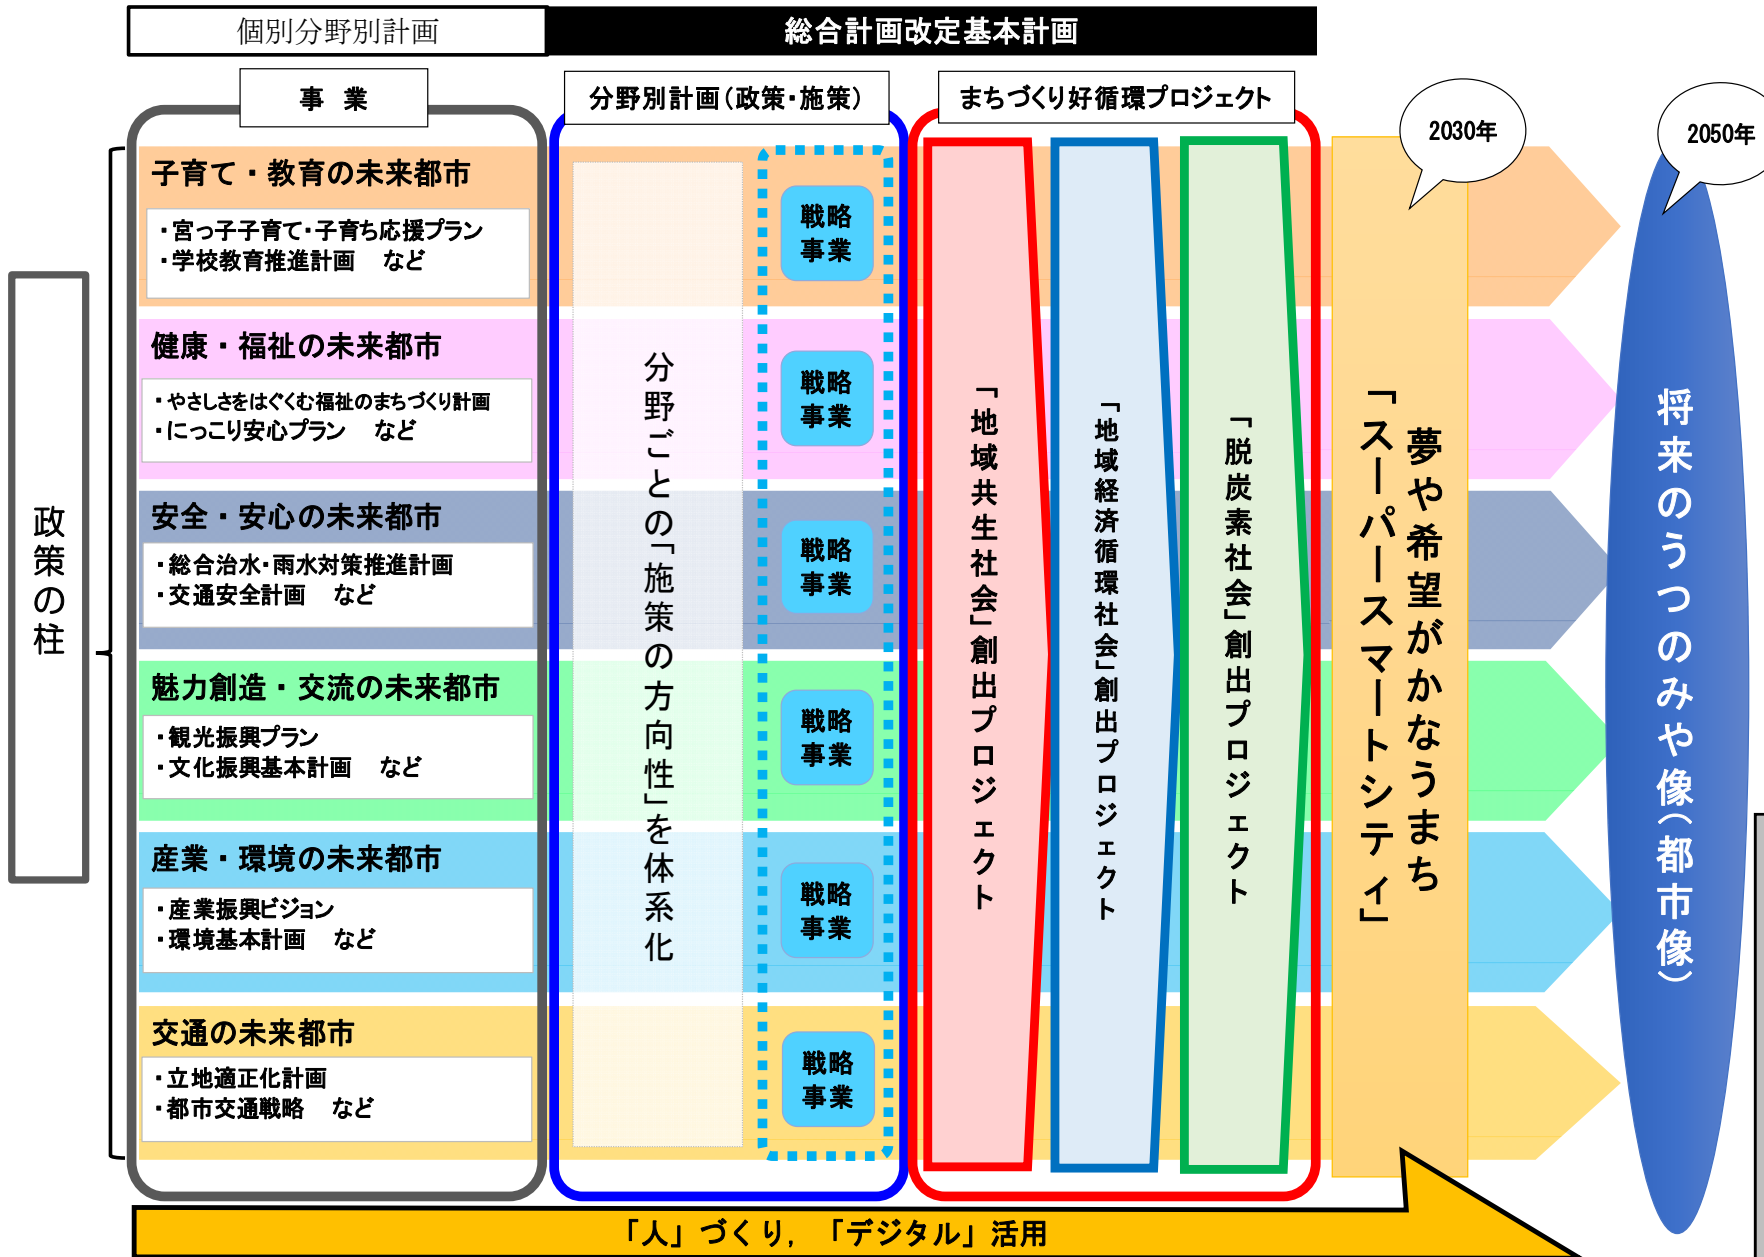 個別分野別計画
総合計画改定基本計画
事 業
分野別計画(政策・施策)
まちづくり好循環プロジェクト
2030年
2050年
政策の柱
子育て・教育の未来都市
・宮っ子子育て・子育ち応援プラン
・学校教育推進計画 など
健康・福祉の未来都市
・やさしさをはぐくむ福祉のまちづくり計画
・にっこり安心プラン など
安全・安心の未来都市
・総合治水・雨水対策推進計画
・交通安全計画 など
魅力創造・交流の未来都市
・観光振興プラン
・文化振興基本計画 など
産業・環境の未来都市
・産業振興ビジョン
・環境基本計画 など
交通の未来都市
・立地適正化計画
・都市交通戦略 など
分野ごとの「施策の方向性」を体系化
戦略
事業
戦略
事業
戦略
事業
戦略
事業
戦略
事業
戦略
事業
「地域共生社会」創出プロジェクト
「地域経済循環社会」創出プロジェクト
「脱炭素社会」創出プロジェクト
夢や希望がかなうまち
「スーパースマートシティ」
将来のうつのみや像(都市像)
「人」づくり,「デジタル」活用